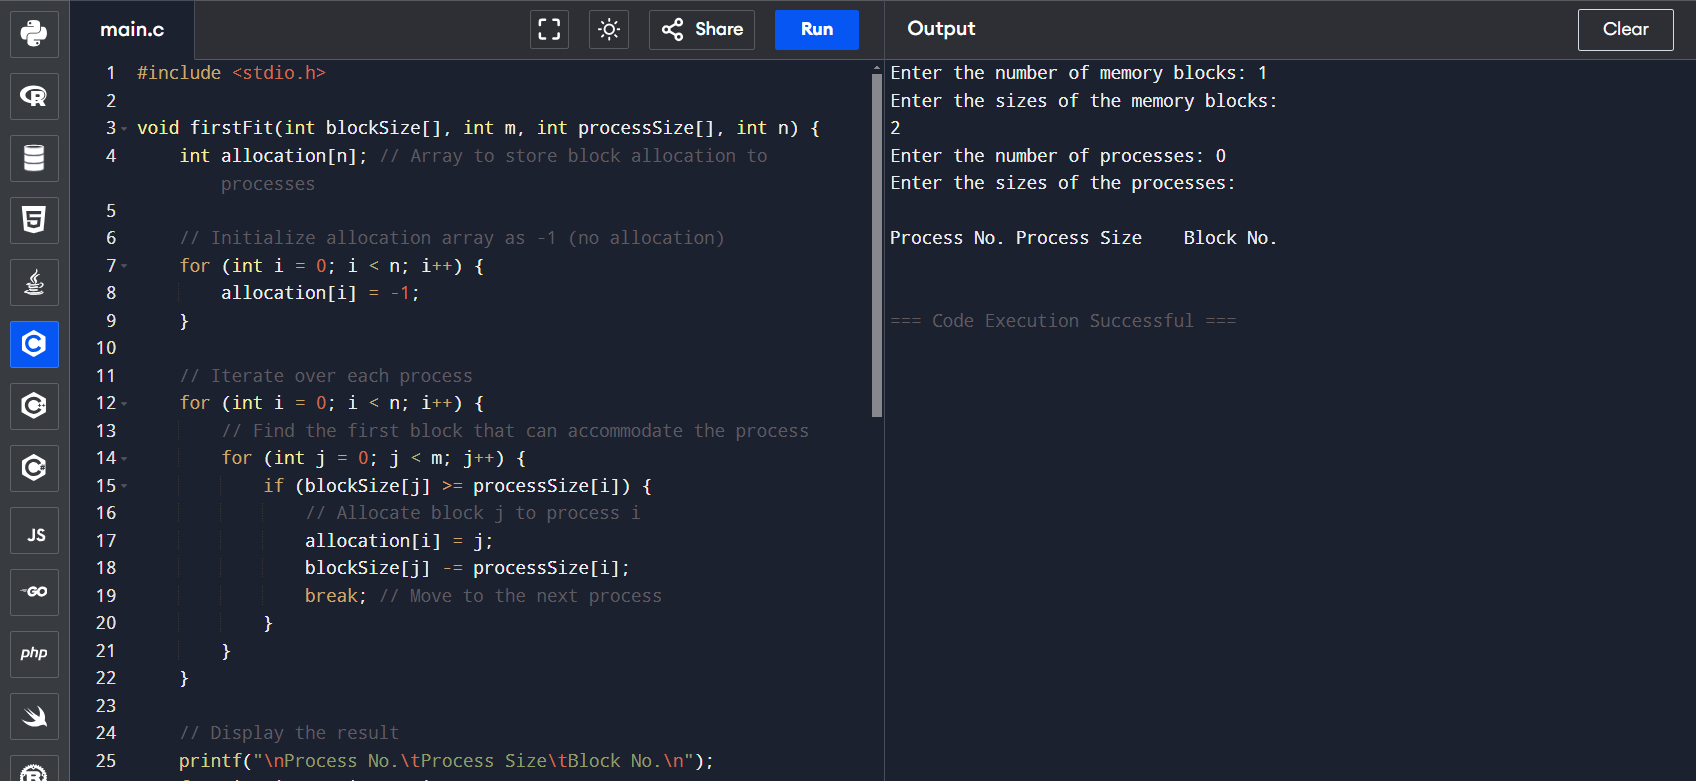 main.c
Share
Run
Output
Clear
1 #include <stdio.h>
2
3 void firstFit(int blockSize[], int m, int processSize[], int n) {
4 int allocation[n]; // Array to store block allocation to
processes
5
6 // Initialize allocation array as -1 (no allocation)
7 for (int i = 0; i < n; i++) {
8 allocation[i] = -1;
9 }
10
11 // Iterate over each process
12 for (int i = 0; i < n; i++) {
13 // Find the first block that can accommodate the process
14 for (int j = 0; j < m; j++) {
15 if (blockSize[j] >= processSize[i]) {
16 // Allocate block j to process i
17 allocation[i] = j;
18 blockSize[j] -= processSize[i];
19 break; // Move to the next process
20 }
21 }
22 }
23
24 // Display the result
25 printf("\nProcess No.\tProcess Size\tBlock No.\n");
Enter the number of memory blocks: 1
Enter the sizes of the memory blocks:
2
Enter the number of processes: 0
Enter the sizes of the processes:
Process No. Process Size    Block No.
=== Code Execution Successful ===
R
5
C
C+
C#
JS
GO
php
R